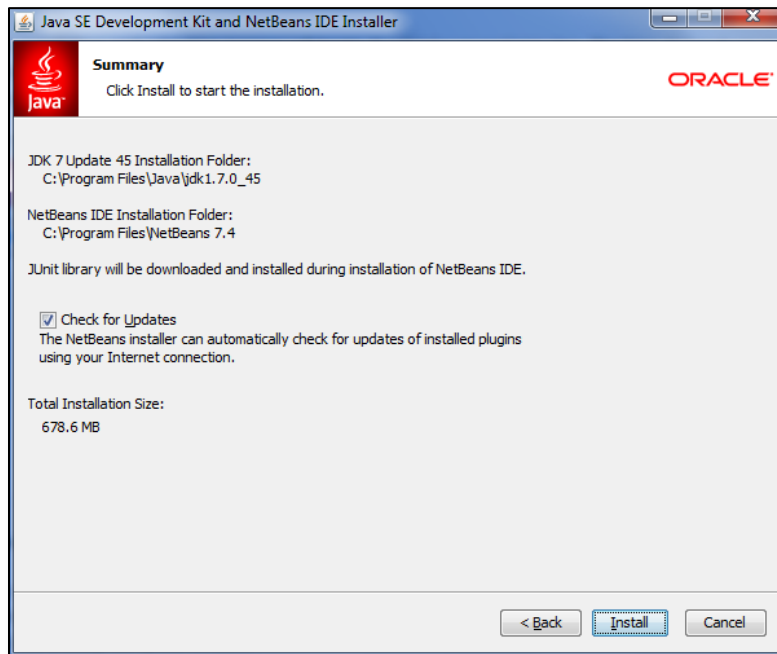 Java SE Development Kit and NetBeans IDE Installer
Java™
Summary
Click Install to start the installation.
ORACLE
JDK 7 Update 45 Installation Folder:
C:\Program Files\Java\jdk1.7.0_45
NetBeans IDE Installation Folder:
C:\Program Files\NetBeans 7.4
JUnit library will be downloaded and installed during installation of NetBeans IDE.
Check for Updates
The NetBeans installer can automatically check for updates of installed plugins
using your Internet connection.
Total Installation Size:
678.6 MB
< Back
Install
Cancel